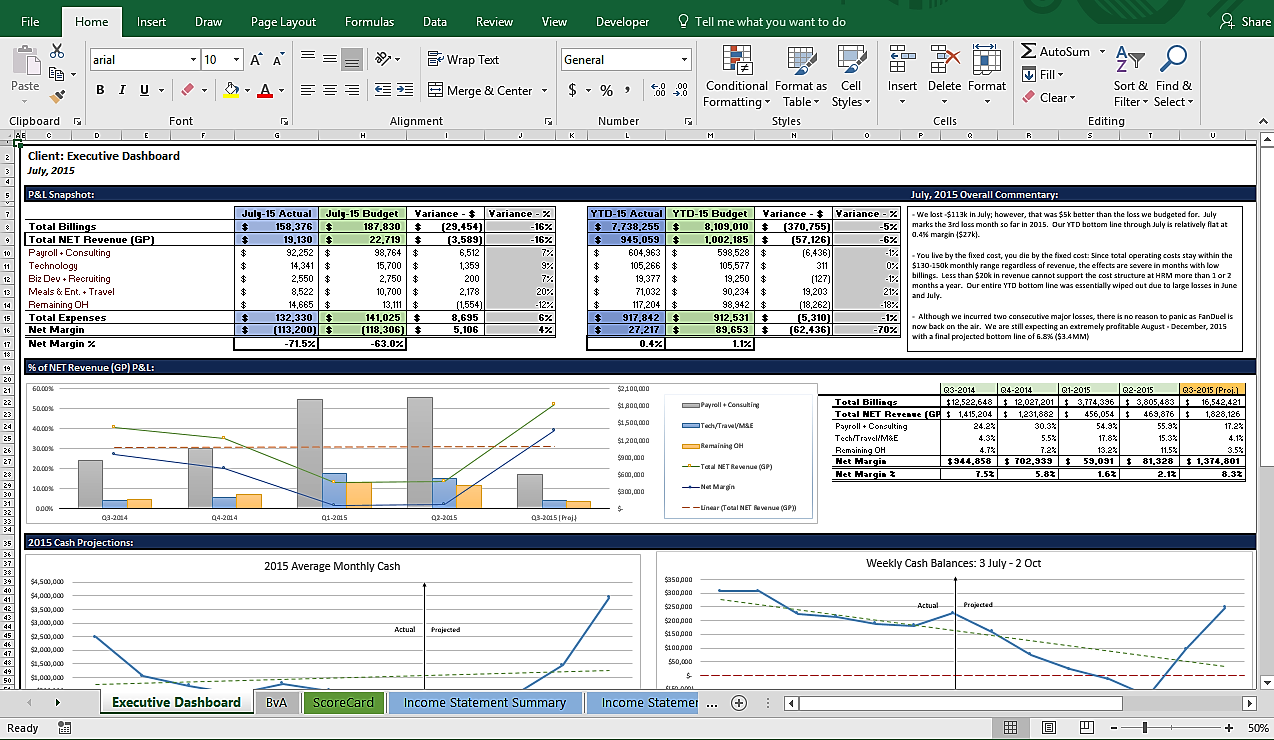 File Home Insert Draw Page Layout Formulas Data Review View Developer Tell me what you want to do Share
Paste arial 10 A A Wrap Text General AutoSum
B I U A Merge & Center $ % , Conditional Formatting Format as Table Cell Styles Insert Delete Format Fill Clear Sort & Filter Find & Select
Clipboard Font Alignment Number Styles Cells Editing
Client: Executive Dashboard
July, 2015
P&L Snapshot: July, 2015 Overall Commentary:
July-15 Actual July-15 Budget Variance - $ Variance - % YTD-15 Actual YTD-15 Budget Variance - $ Variance - %
Total Billings $ 158,376 $ 187,830 $ (29,454) -16% $ 7,738,255 $ 8,109,010 $ (370,755) -5%
Total NET Revenue (GP) $ 19,130 $ 22,719 $ (3,589) -16% $ 945,059 $ 1,002,185 $ (57,126) -6%
Payroll + Consulting 92,252 98,764 6,512 7% 604,963 598,528 (6,436) -1%
Technology 14,341 15,700 1,359 9% 105,266 105,577 311 0%
Biz Dev + Recruiting 2,550 2,750 200 7% 19,377 19,250 (127) -1%
Meals & Ent. + Travel 8,522 10,700 2,178 20% 71,032 90,234 19,203 21%
Remaining OH 14,665 13,111 (1,554) -12% 117,204 98,942 (18,262) -18%
Total Expenses $ 132,330 $ 141,025 $ 8,695 6% $ 917,842 $ 912,531 $ (5,310) -1%
Net Margin $ (113,200) $ (118,306) $ 5,106 4% $ 27,217 $ 89,653 $ (62,436) -70%
Net Margin % -71.5% -63.0% 0.4% 1.1%
- We lost -$113k in July; however, that was $5k better than the loss we budgeted for. July
marks the 3rd loss month so far in 2015. Our YTD bottom line through July is relatively flat at
0.4% margin ($27k).
- You live by the fixed cost, you die by the fixed cost: Since total operating costs stay within the
$130-150k monthly range regardless of revenue, the effects are severe in months with low
billings. Less than $20k in revenue cannot support the cost structure at HRM more than 1 or 2
months a year. Our entire YTD bottom line was essentially wiped out due to large losses in June
and July.
- Although we incurred two consecutive major losses, there is no reason to panic as FanDuel is
now back on the air. We are still expecting an extremely profitable August - December, 2015
with a final projected bottom line of 6.8% ($3.4MM)
% of NET Revenue (GP) P&L:
60.00% $2,100,000
50.00% $1,800,000
40.00% $1,500,000
30.00% $1,200,000
20.00% $900,000
10.00% $600,000
0.00% $300,000
$-
Q3-2014 Q4-2014 Q1-2015 Q2-2015 Q3-2015 (Proj.)
Payroll + Consulting
Tech/Travel/M&E
Remaining OH
Total NET Revenue (GP)
Net Margin
Linear (Total NET Revenue (GP))
Q3-2014 Q4-2014 Q1-2015 Q2-2015 Q3-2015 (Proj.)
Total Billings $12,522,648 $ 12,027,201 $ 3,774,396 $ 3,805,483 $ 16,542,421
Total NET Revenue (GP $ 1,415,204 $ 1,231,882 $ 456,054 $ 469,876 $ 1,828,126
Payroll + Consulting 24.2% 30.3% 54.9% 55.9% 17.2%
Tech/Travel/M&E 4.3% 5.5% 17.8% 15.3% 4.1%
Remaining OH 4.7% 7.2% 13.2% 11.5% 3.5%
Net Margin $944,858 $ 702,939 $ 59,091 $ 81,328 $ 1,374,801
Net Margin % 7.5% 5.8% 1.6% 2.1% 8.3%
2015 Cash Projections:
2015 Average Monthly Cash
$4,500,000
$4,000,000
$3,500,000
$3,000,000
$2,500,000
$2,000,000
$1,500,000
$1,000,000
Actual Projected
Weekly Cash Balances: 3 July - 2 Oct
$350,000
$300,000
$250,000
$200,000
$150,000
$100,000
$50,000
$-
Actual Projected
Executive Dashboard BvA ScoreCard Income Statement Summary Income Statemen ...
Ready 50%